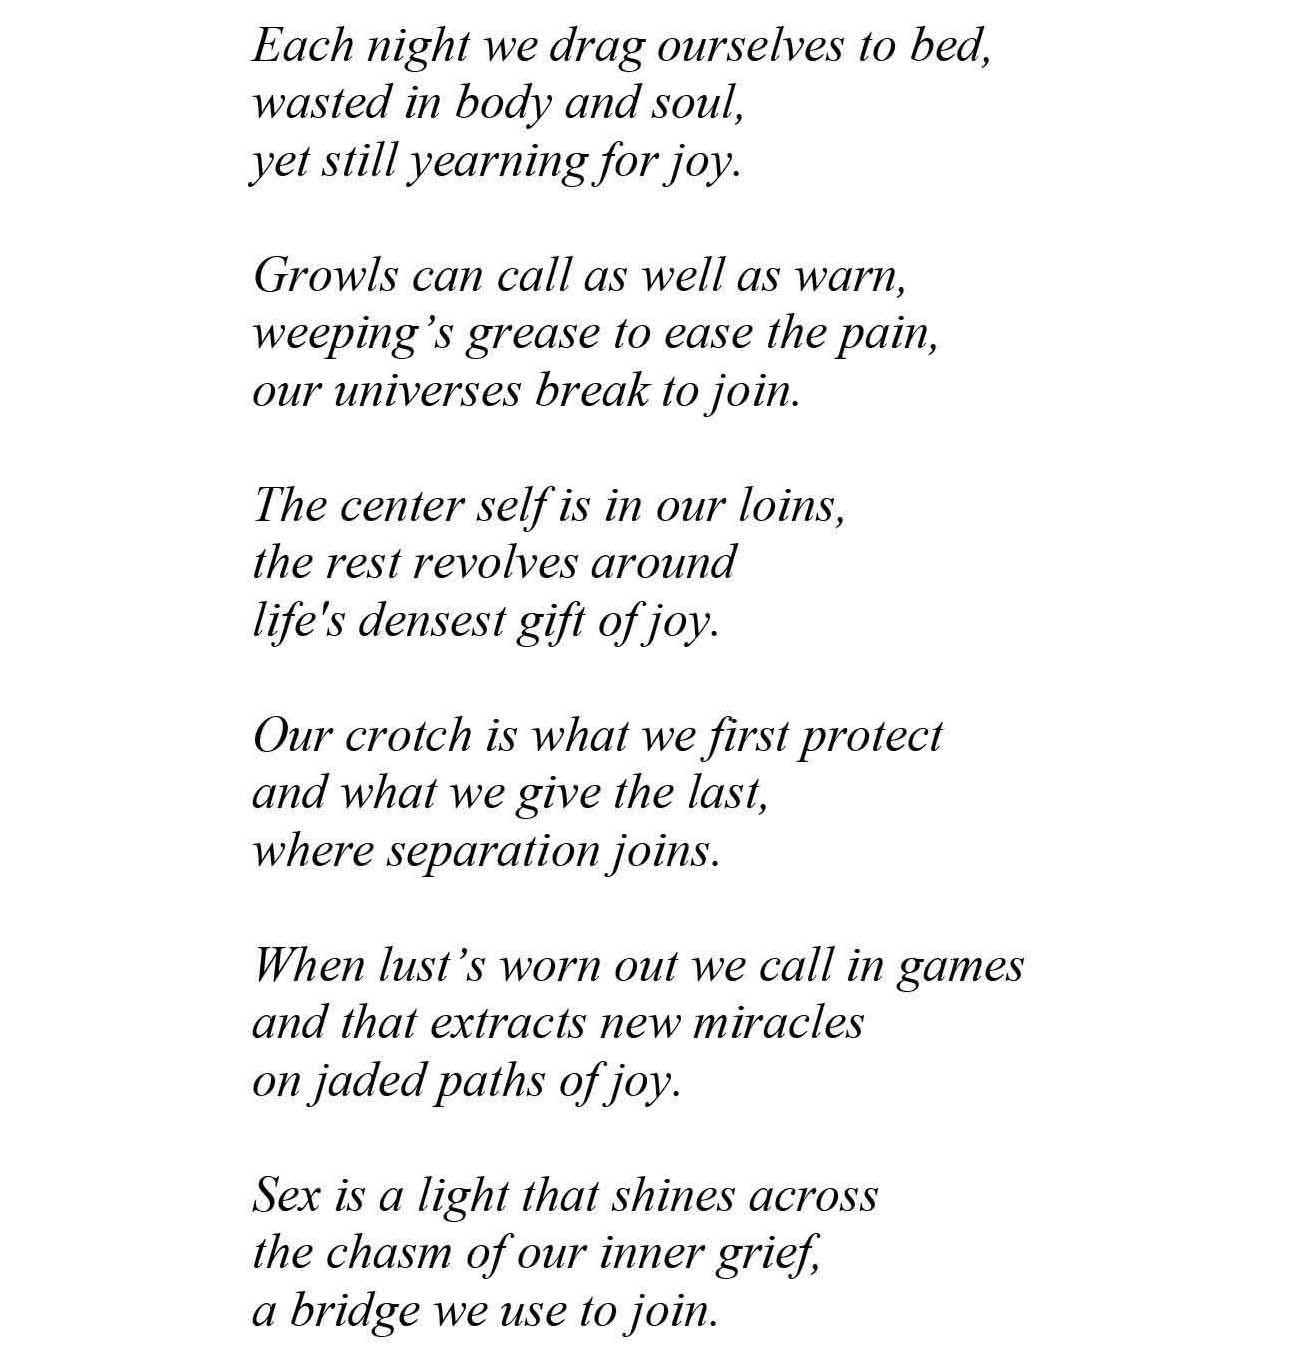 Each night we drag ourselves to bed,
wasted in body and soul,
yet still yearning for joy.
Growls can call as well as warn,
weeping’s grease to ease the pain,
our universes break to join.
The center self is in our loins,
the rest revolves around
life's densest gift of joy.
Our crotch is what we first protect
and what we give the last,
where separation joins.
When lust’s worn out we call in games
and that extracts new miracles
on jaded paths of joy.
Sex is a light that shines across
the chasm of our inner grief,
a bridge we use to join.